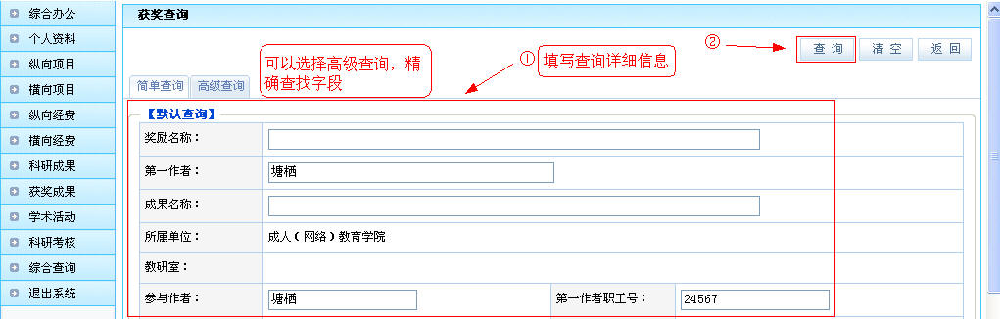 综合办公
个人资料
纵向项目
横向项目
纵向经费
横向经费
科研成果
获奖成果
学术活动
科研考核
综合查询
退出系统
获奖查询
可以选择高级查询，精
确查找字段
① 填写查询详细信息
②
查 询 清 空 返 回
简单查询 高级查询
【默认查询】
奖励名称：
第一作者： 塘栖
成果名称：
所属单位： 成人（网络）教育学院
教研室：
参与作者： 塘栖 第一作者职工号： 24567